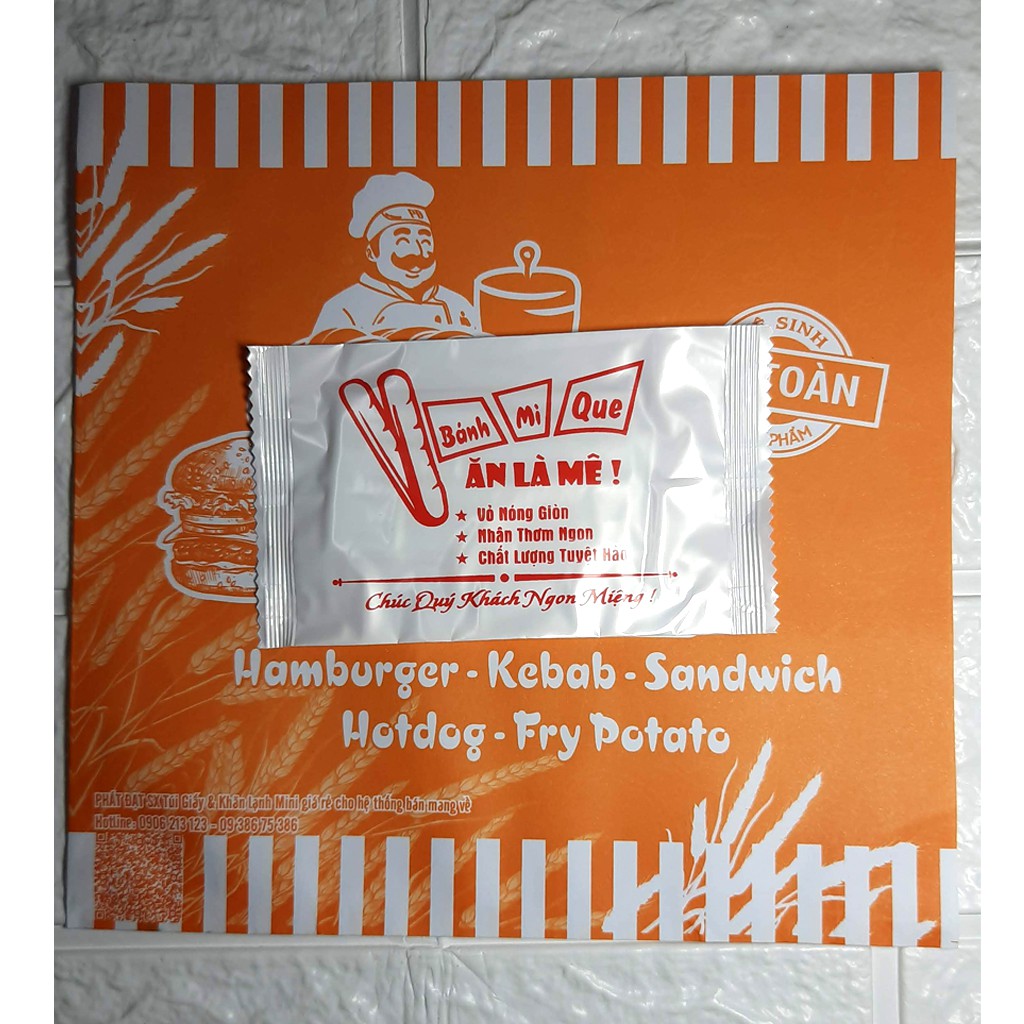 PD
& SINH
TOÀN
PHẨM
Bánh Mì Que
ĂN LÀ MÊ !
★ Vỏ Nóng Giòn
★ Nhân Thơm Ngon
★ Chất Lượng Tuyệt Hảo
Chúc Quý Khách Ngon Miệng !
Hamburger - Kebab - Sandwich
Hotdog - Fry Potato
PHÁT ĐẠT SX Túi Giấy & Khăn Lạnh Mini giá rẻ cho hệ thống bán mang về
Hotline: 0906 213 123 - 09 386 75 386